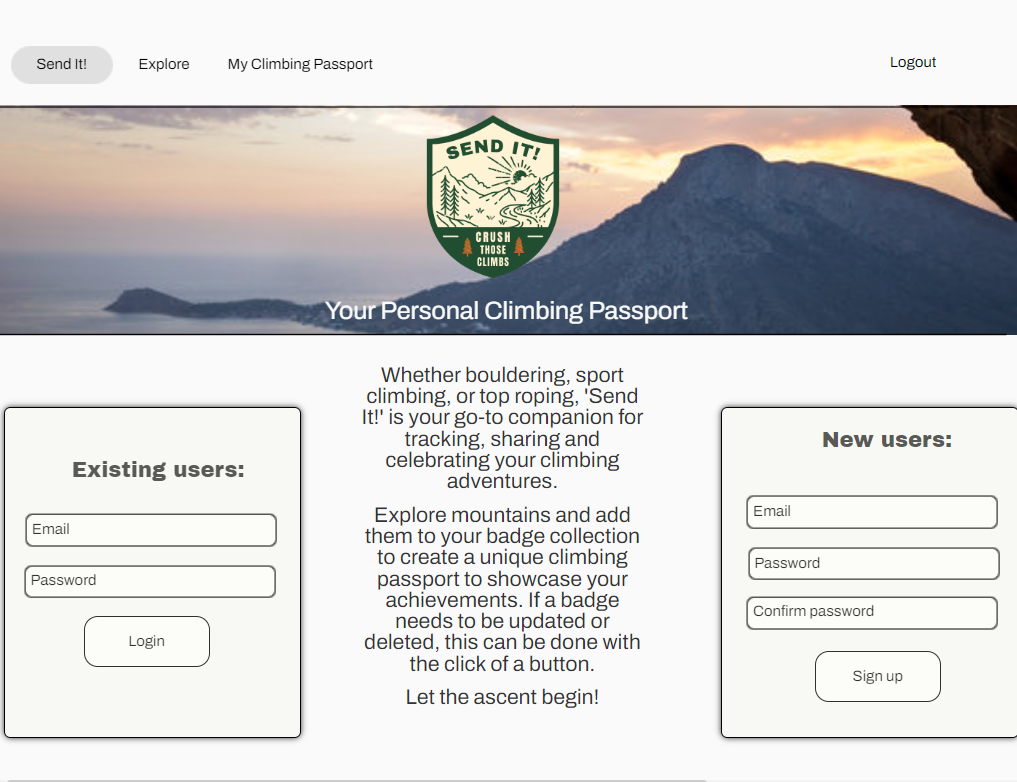 Send It!
Explore
My Climbing Passport
Logout
SEND IT!
CRUSH
THOSE
CLIMBS
Your Personal Climbing Passport
Existing users:
Email
Password
Login
Whether bouldering, sport
climbing, or top roping, 'Send
It!' is your go-to companion for
tracking, sharing and
celebrating your climbing
adventures.
Explore mountains and add
them to your badge collection
to create a unique climbing
passport to showcase your
achievements. If a badge
needs to be updated or
deleted, this can be done with
the click of a button.
Let the ascent begin!
New users:
Email
Password
Confirm password
Sign up